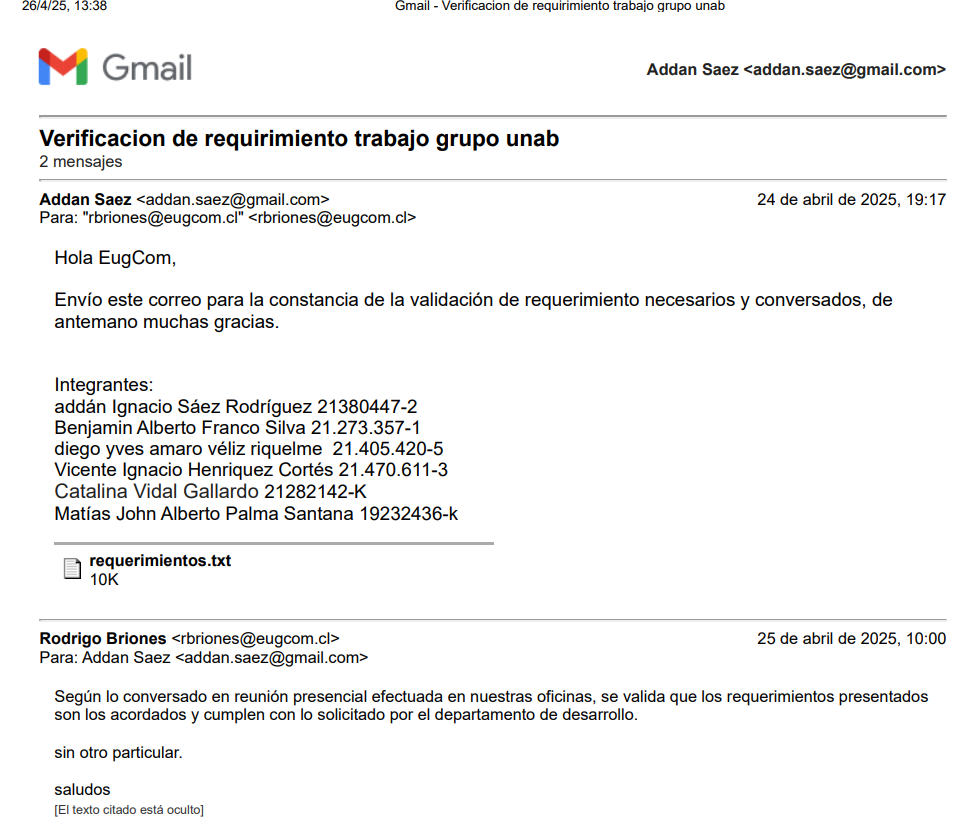 26/4/25, 13:38 Gmail - Verificacion de requirimiento trabajo grupo unab
Gmail Addan Saez <addan.saez@gmail.com>
Verificacion de requirimiento trabajo grupo unab
2 mensajes
Addan Saez <addan.saez@gmail.com> 24 de abril de 2025, 19:17
Para: "rbriones@eugcom.cl" <rbriones@eugcom.cl>
Hola EugCom,
Envío este correo para la constancia de la validación de requerimiento necesarios y conversados, de
antemano muchas gracias.
Integrantes:
addán Ignacio Sáez Rodríguez 21380447-2
Benjamin Alberto Franco Silva 21.273.357-1
diego yves amaro véliz riquelme  21.405.420-5
Vicente Ignacio Henriquez Cortés 21.470.611-3
Catalina Vidal Gallardo 21282142-K
Matías John Alberto Palma Santana 19232436-k
requerimientos.txt
10K
Rodrigo Briones <rbriones@eugcom.cl> 25 de abril de 2025, 10:00
Para: Addan Saez <addan.saez@gmail.com>
Según lo conversado en reunión presencial efectuada en nuestras oficinas, se valida que los requerimientos presentados
son los acordados y cumplen con lo solicitado por el departamento de desarrollo.
sin otro particular.
saludos
[El texto citado está oculto]